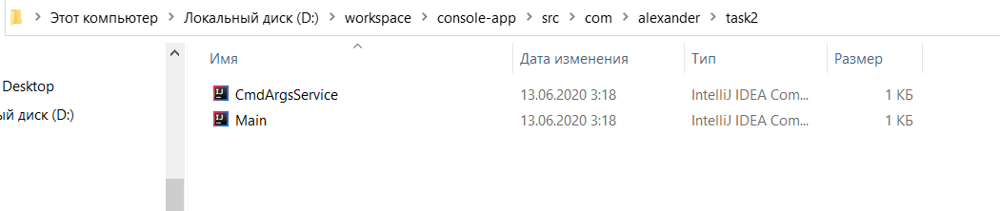 Этот компьютер > Локальный диск (D:) > workspace > console-app > src > com > alexander > task2
Имя Дата изменения Тип Размер
Desktop
ый диск (D:)
CmdArgsService 13.06.2020 3:18 IntelliJ IDEA Com... 1 КБ
Main 13.06.2020 3:18 IntelliJ IDEA Com... 1 КБ